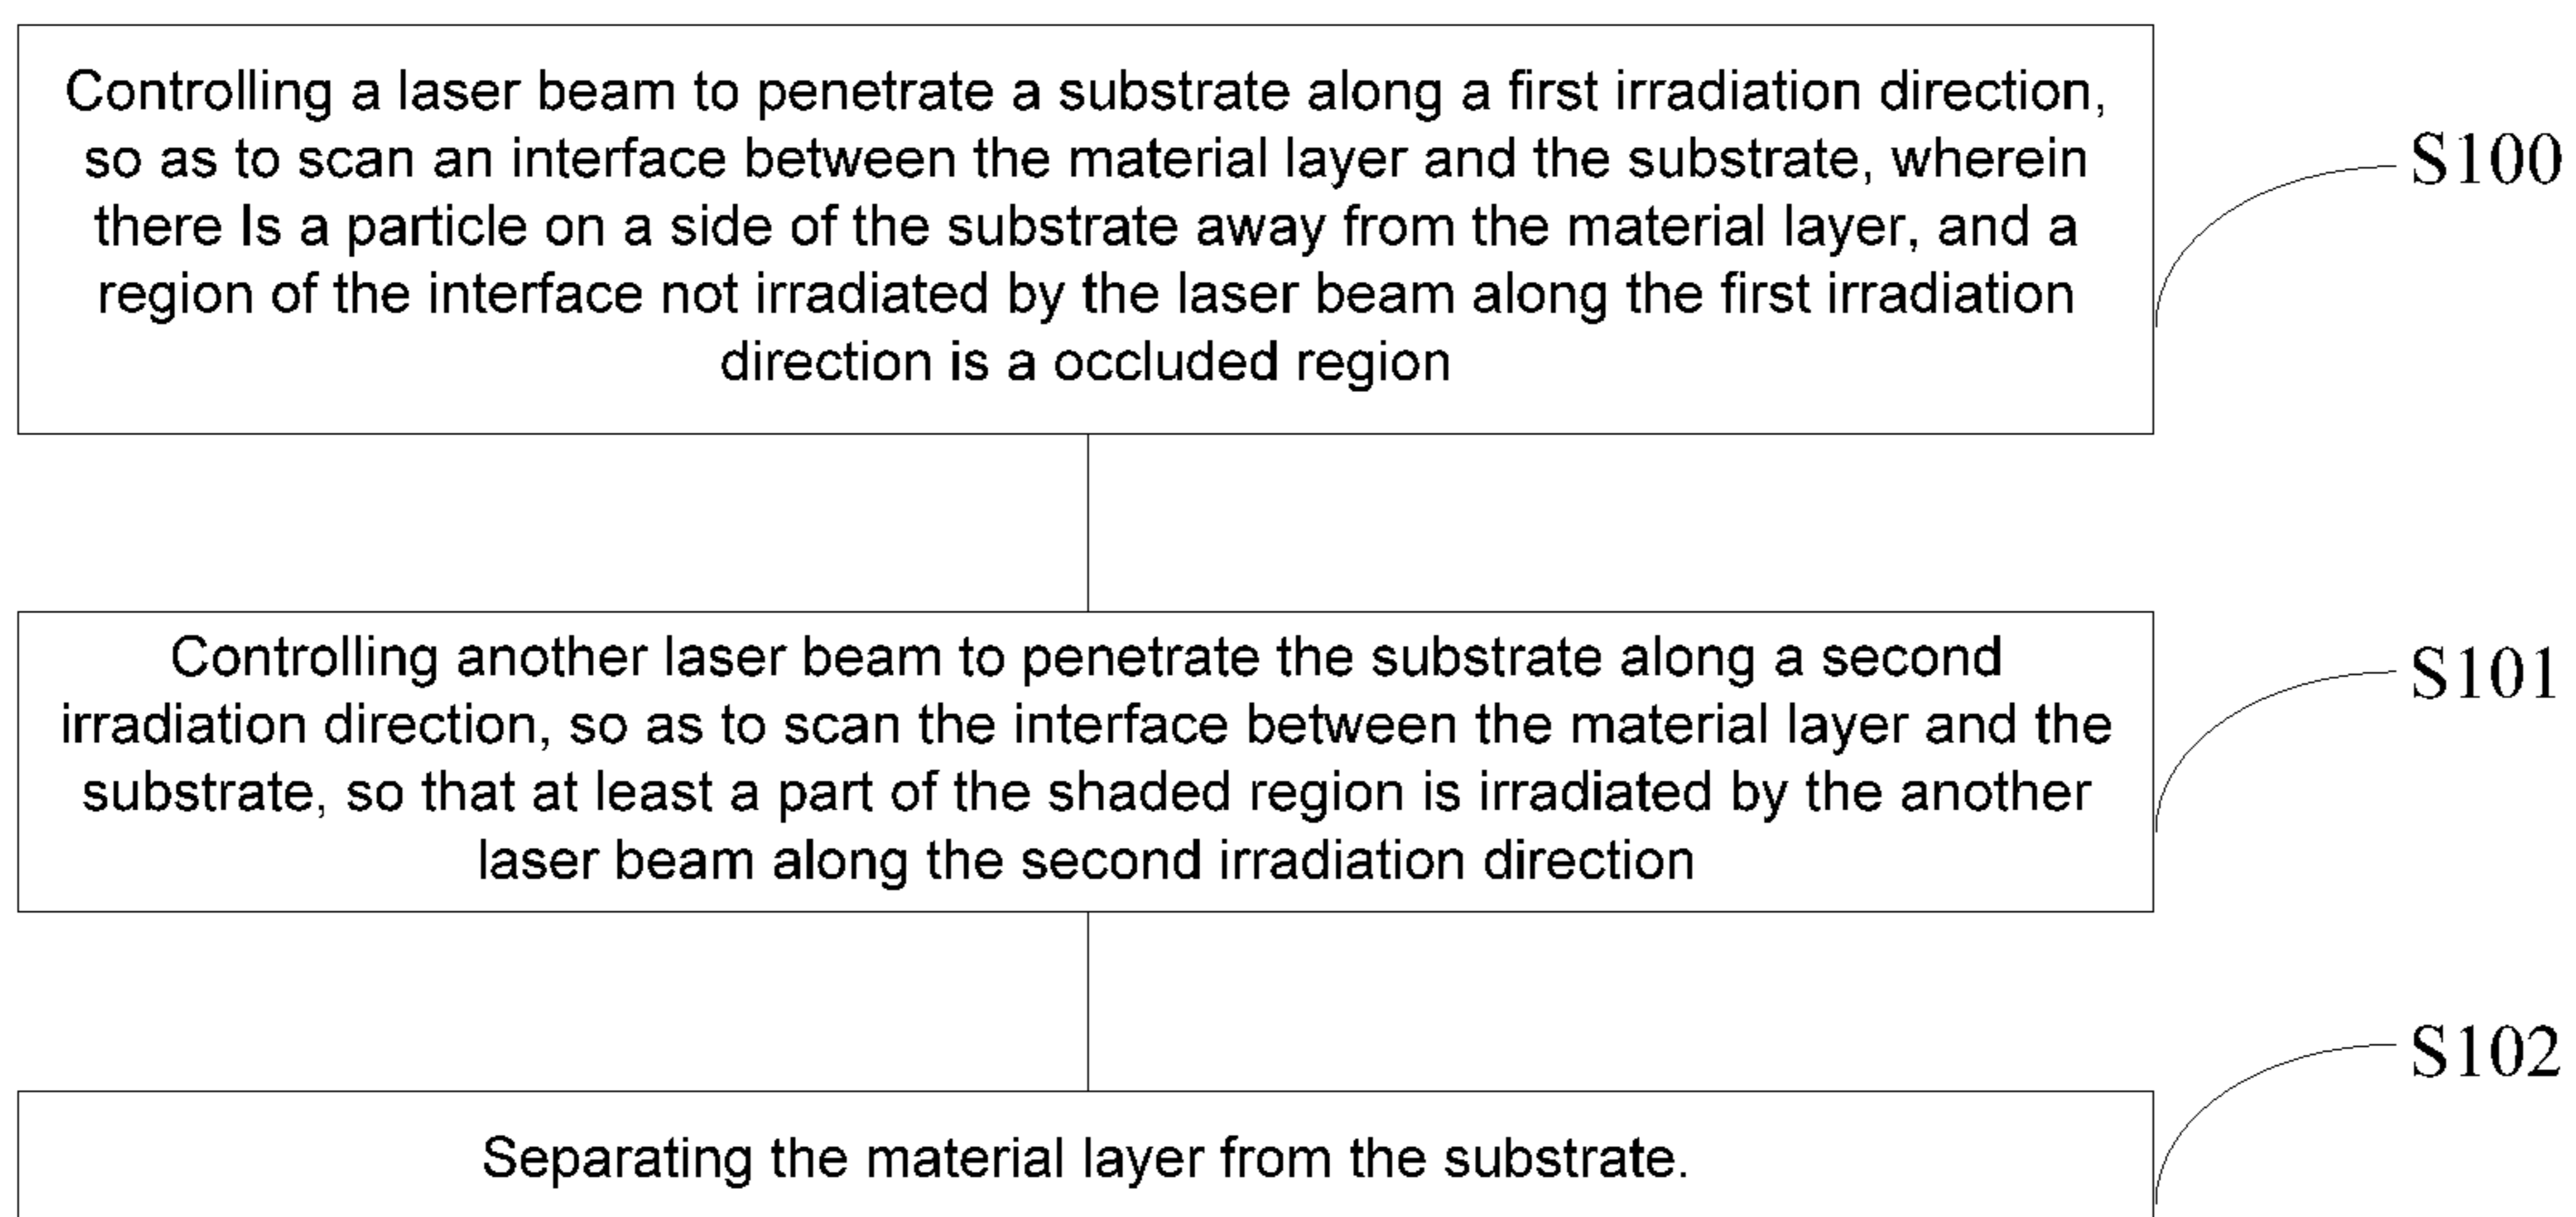 Controlling a laser beam to penetrate a substrate along a first irradiation direction,
so as to scan an interface between the material layer and the substrate, wherein
there Is a particle on a side of the substrate away from the material layer, and a
region of the interface not irradiated by the laser beam along the first irradiation
direction is a occluded region
S100
Controlling another laser beam to penetrate the substrate along a second
irradiation direction, so as to scan the interface between the material layer and the
substrate, so that at least a part of the shaded region is irradiated by the another
laser beam along the second irradiation direction
S101
Separating the material layer from the substrate.
S102